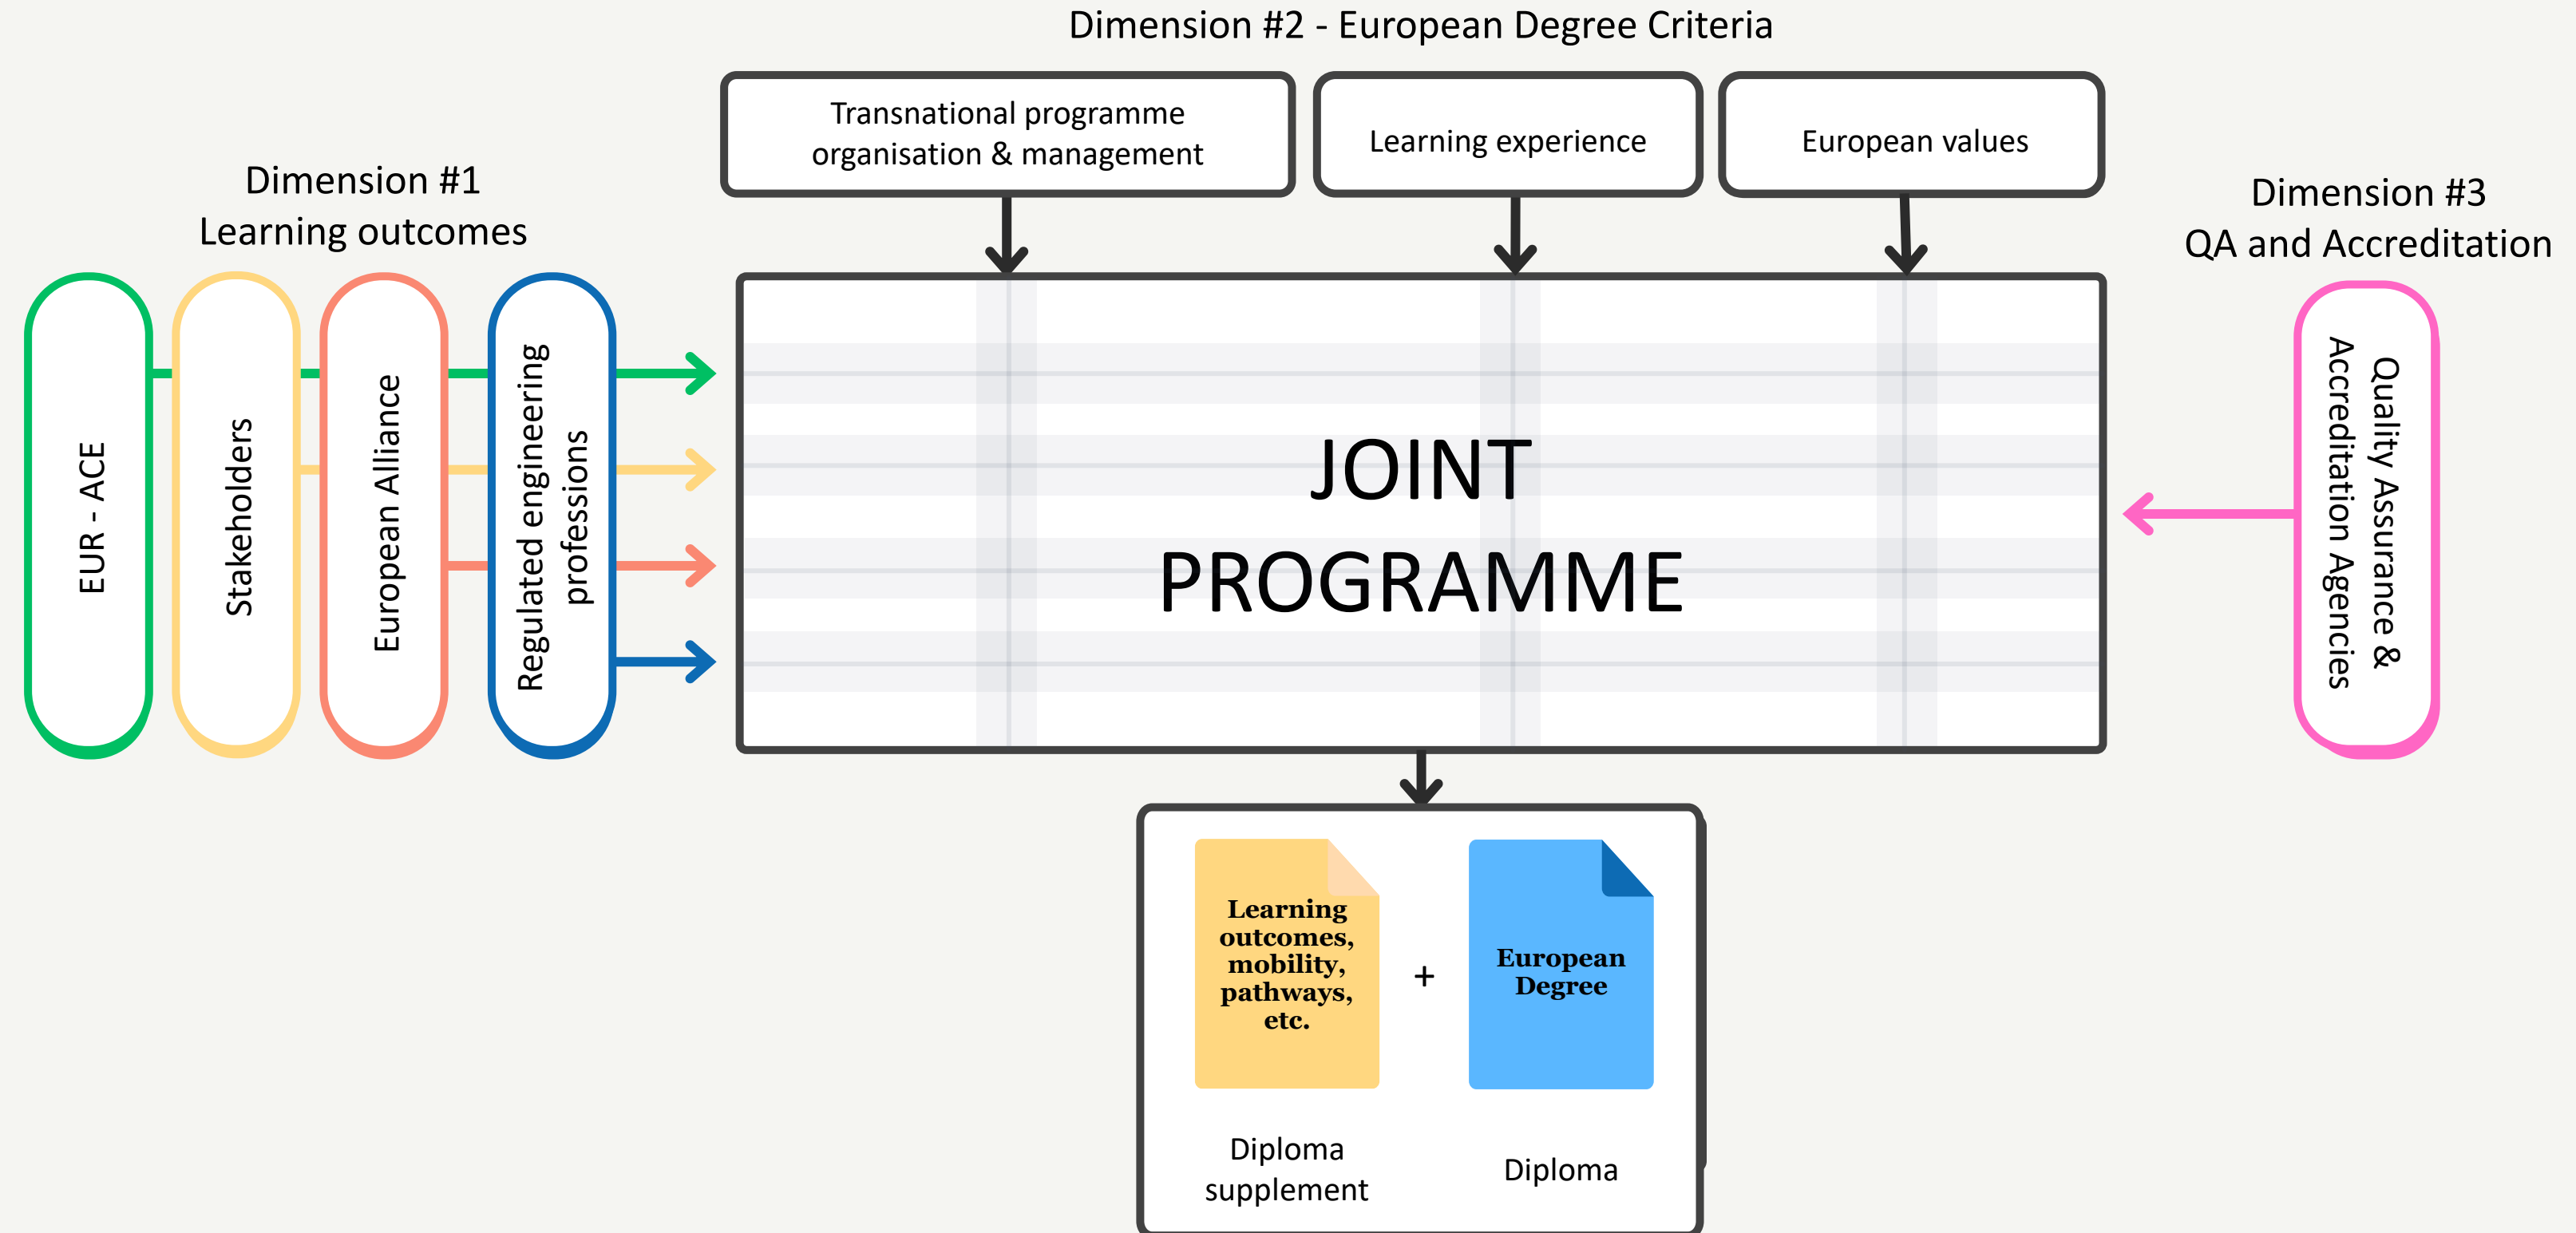 Dimension #2 - European Degree Criteria
Transnational programme
organisation & management
Learning experience
European values
Dimension #1
Learning outcomes
Dimension #3
QA and Accreditation
EUR - ACE
Stakeholders
European Alliance
Regulated engineering
professions
JOINT
PROGRAMME
Quality Assurance &
Accreditation Agencies
Learning
outcomes,
mobility,
pathways,
etc.
+
European
Degree
Diploma
supplement
Diploma